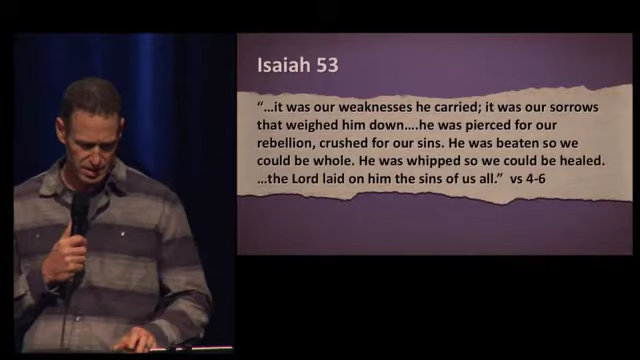 Isaiah 53
“…it was our weaknesses he carried; it was our sorrows
that weighed him down….he was pierced for our
rebellion, crushed for our sins. He was beaten so we
could be whole. He was whipped so we could be healed.
…the Lord laid on him the sins of us all.”  vs 4-6